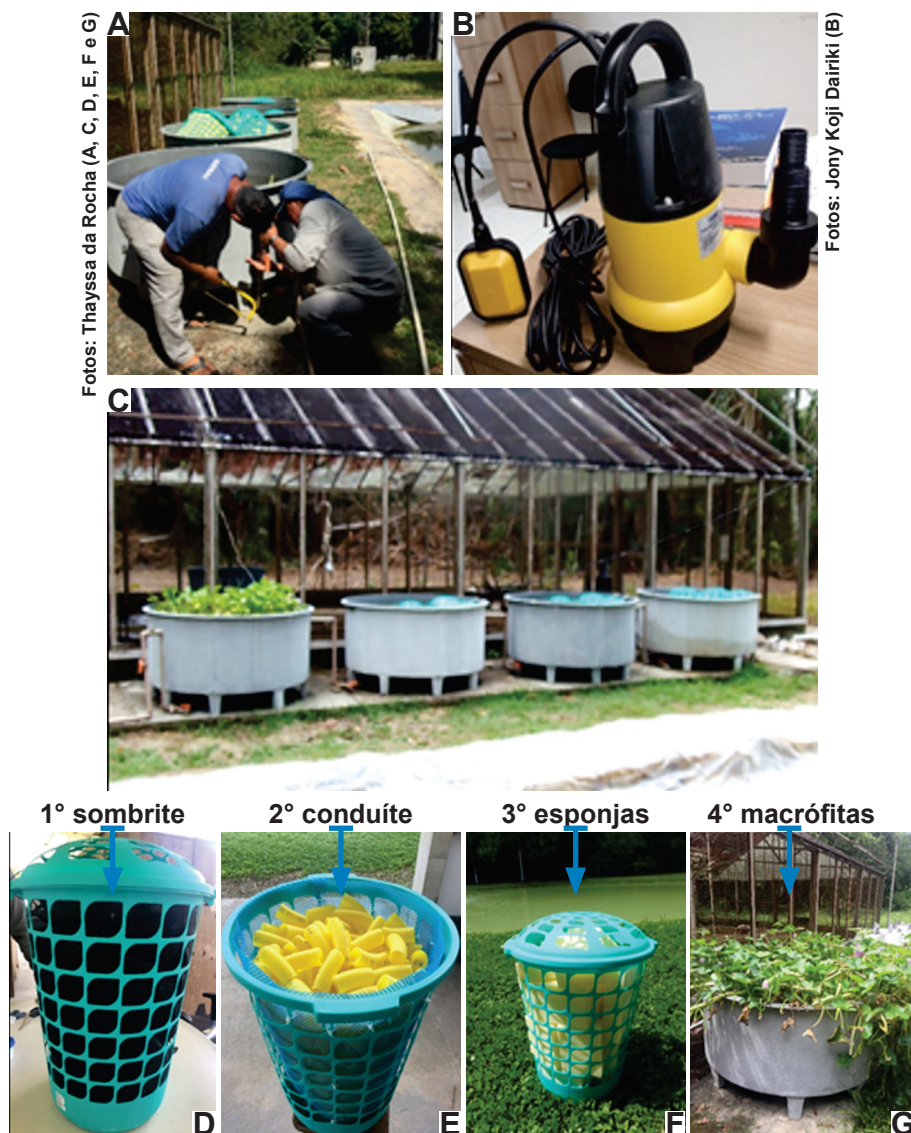 Fotos: Thayssa da Rocha (A, C, D, E, F e G)
A
B
Fotos: Jony Koji Dairiki (B)
C
1° sombrite
2° conduíte
3° esponjas
4° macrófitas
D
E
F
G